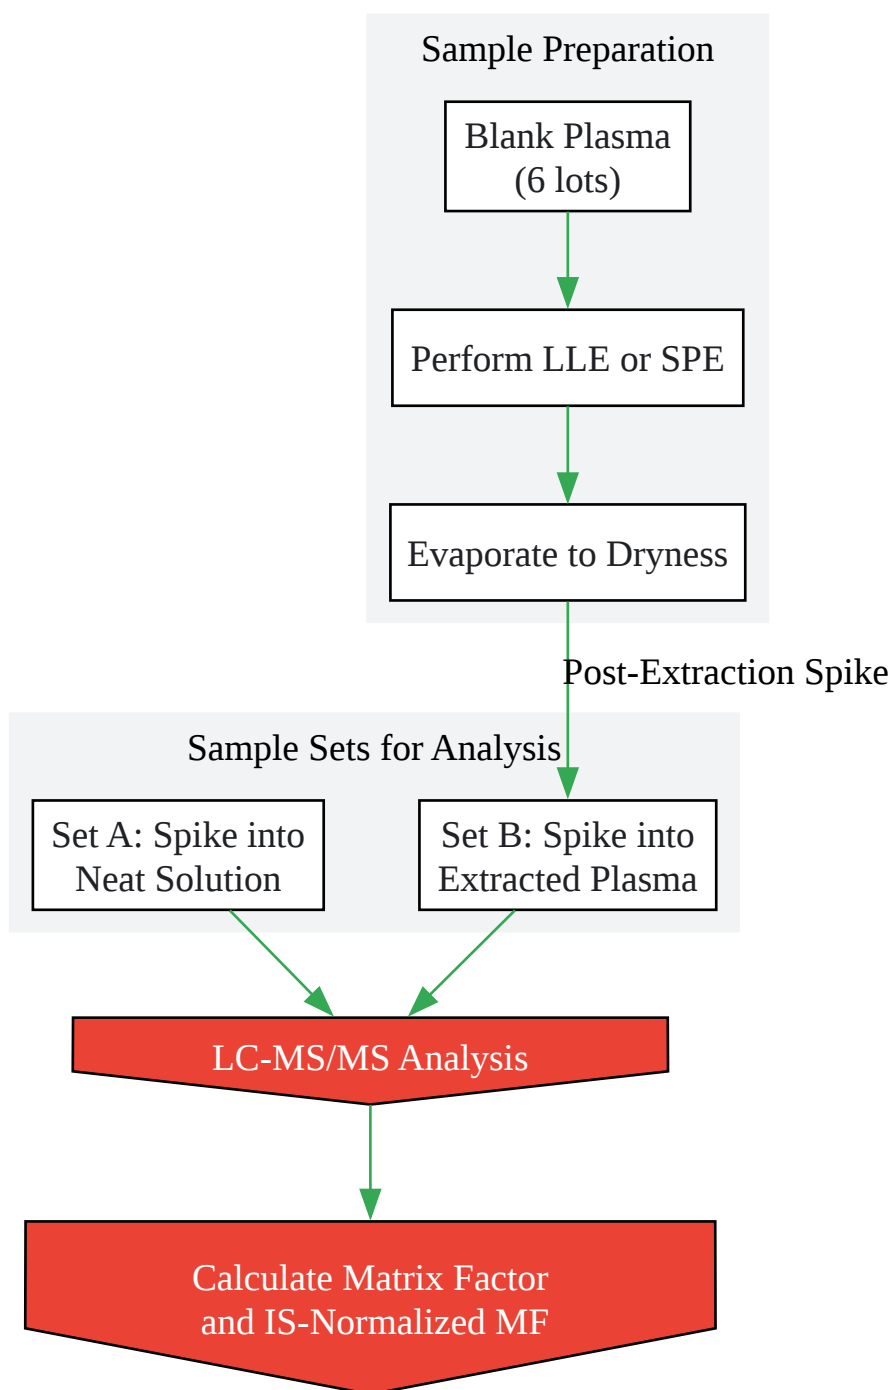 Sample Preparation
Blank Plasma
(6 lots)
Perform LLE or SPE
Evaporate to Dryness
Post-Extraction Spike
Sample Sets for Analysis
Set A: Spike into
Neat Solution
Set B: Spike into
Extracted Plasma
LC-MS/MS Analysis
Calculate Matrix Factor
and IS-Normalized MF